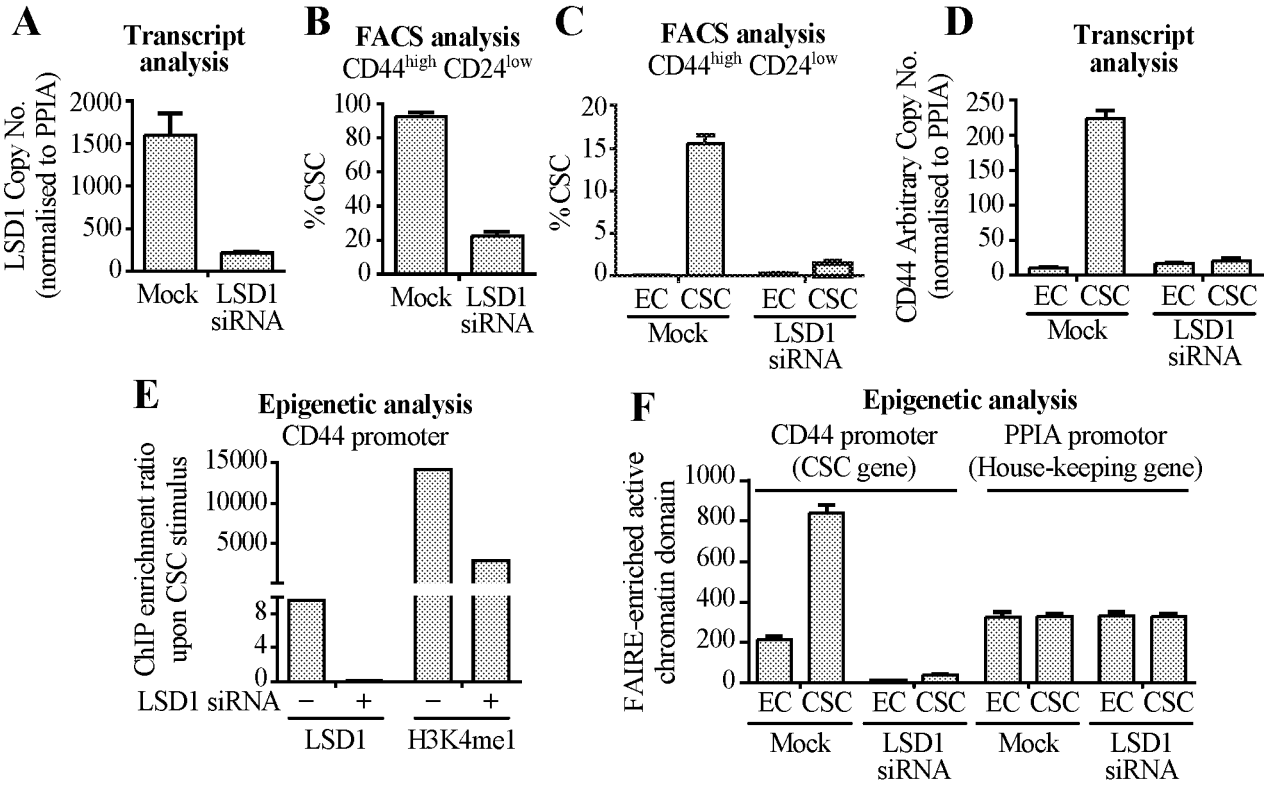 A
Transcript
analysis
LSD1 Copy No.
(normalised to PPIA)
2000
1500
1000
500
0
Mock
LSD1
siRNA
B
FACS analysis
CD44high CD24low
%CSC
100
80
60
40
20
0
Mock
LSD1
siRNA
C
FACS analysis
CD44high CD24low
%CSC
20
15
10
5
0
EC CSC EC CSC
Mock
LSD1
siRNA
D
Transcript
analysis
CD44 Arbitrary Copy No.
(normalised to PPIA)
250
200
150
100
50
0
EC CSC EC CSC
Mock
LSD1
siRNA
E
Epigenetic analysis
CD44 promoter
ChIP enrichment ratio
upon CSC stimulus
15000
10000
5000
8
4
0
LSD1 siRNA − + − +
LSD1 H3K4me1
F
Epigenetic analysis
CD44 promoter
(CSC gene)
PPIA promotor
(House-keeping gene)
FAIRE-enriched active
chromatin domain
1000
800
600
400
200
0
EC CSC EC CSC EC CSC EC CSC
Mock
LSD1
siRNA
Mock
LSD1
siRNA